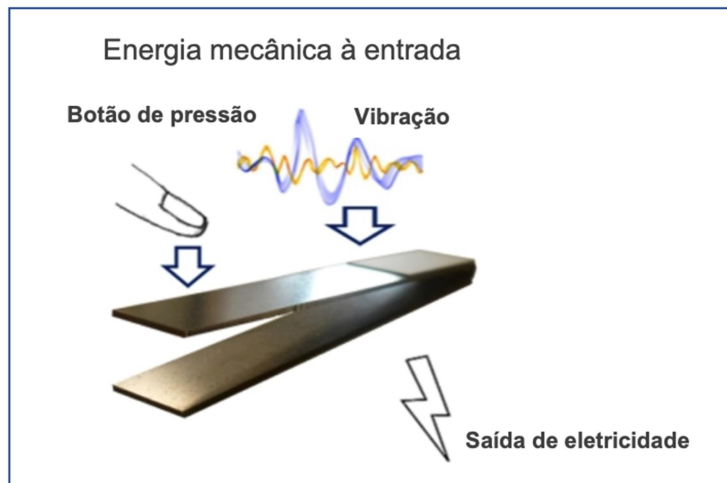 Energia mecânica à entrada
Botão de pressão
Vibração
Saída de eletricidade